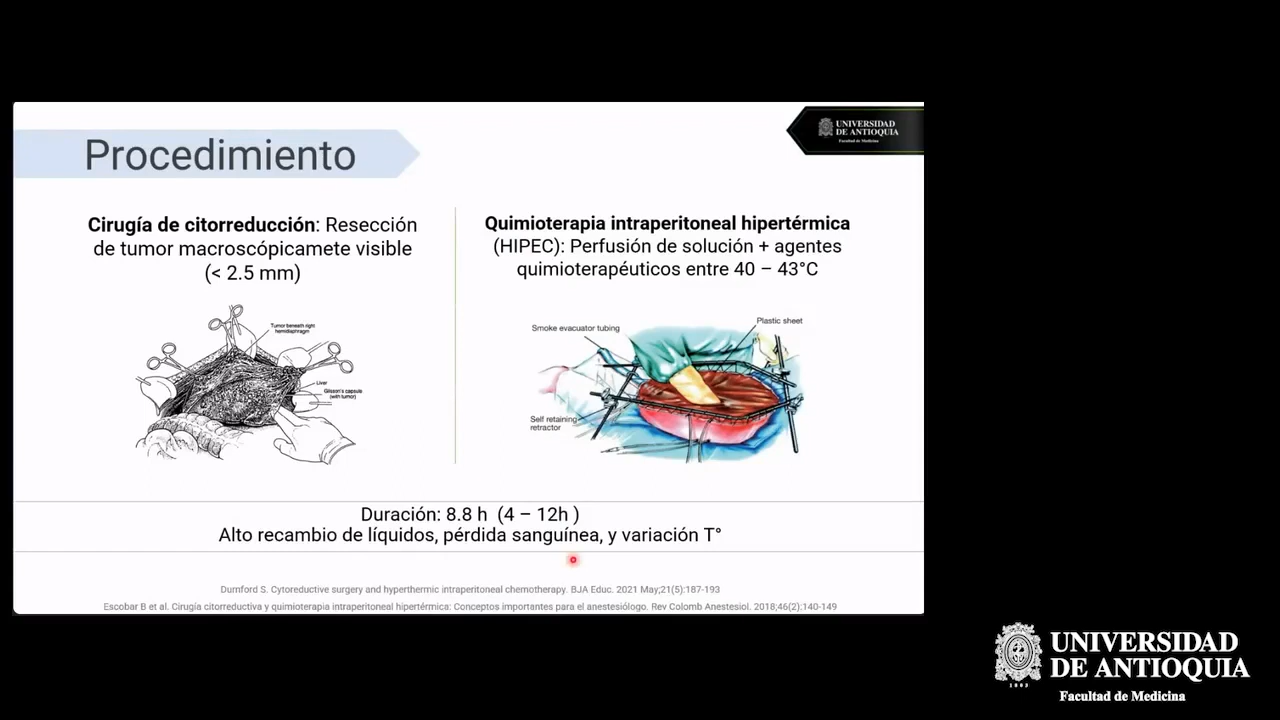 Procedimiento
UNIVERSIDAD
DE ANTIOQUIA
Facultad de Medicina
Cirugía de citorreducción: Resección
de tumor macroscópicamete visible
(< 2.5 mm)
Tumor beneath right
hemidiaphragm
Liver
Glisson's capsule
(with tumor)
Quimioterapia intraperitoneal hipertérmica
(HIPEC): Perfusión de solución + agentes
quimioterapéuticos entre 40 – 43°C
Smoke evacuator tubing
Plastic sheet
Self retaining
retractor
Duración: 8.8 h (4 – 12h )
Alto recambio de líquidos, pérdida sanguínea, y variación T°
Dumford S. Cytoreductive surgery and hyperthermic intraperitoneal chemotherapy. BJA Educ. 2021 May;21(5):187-193
Escobar B et al. Cirugía citorreductiva y quimioterapia intraperitoneal hipertérmica: Conceptos importantes para el anestesiólogo. Rev Colomb Anestesiol. 2018;46(2);140-149
UNIVERSIDAD
DE ANTIOQUIA
1803
Facultad de Medicina